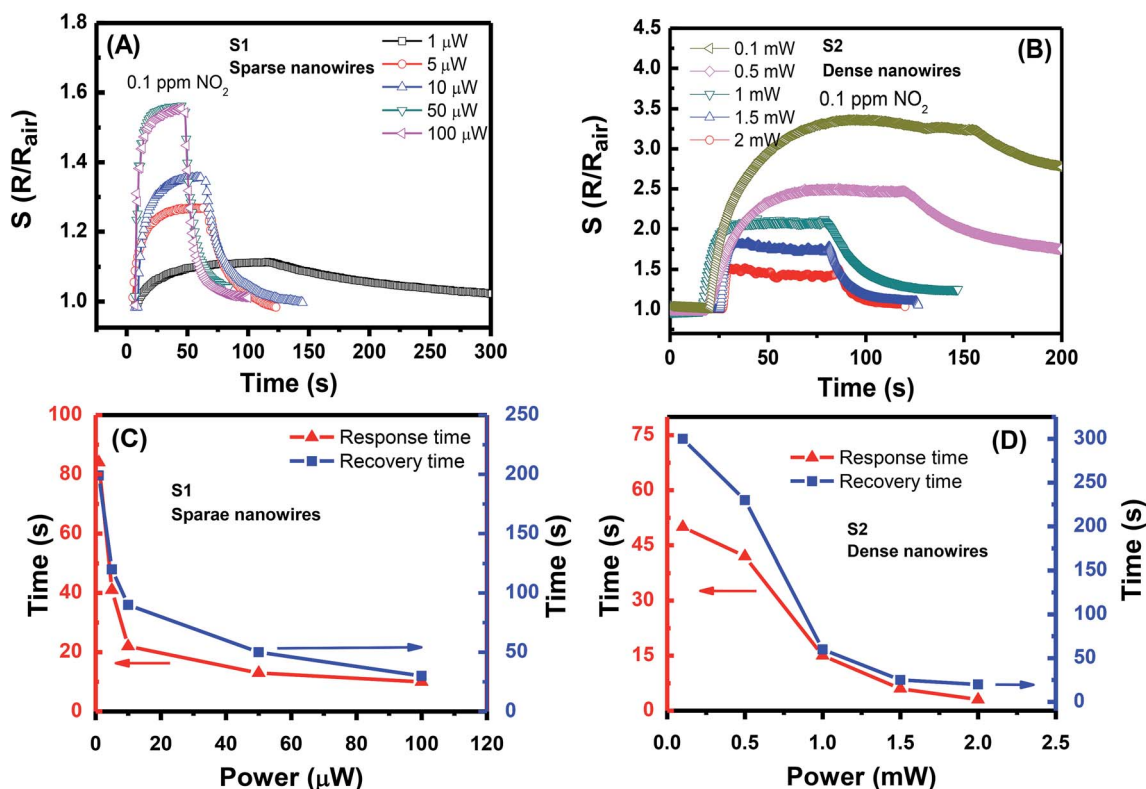 (A)
S1
Sparse nanowires
0.1 ppm NO2
1 μW
5 μW
10 μW
50 μW
100 μW
S (R/Rair)
1.8
1.6
1.4
1.2
1.0
0 50 100 150 200 250 300
Time (s)
(B)
S2
Dense nanowires
0.1 ppm NO2
0.1 mW
0.5 mW
1 mW
1.5 mW
2 mW
S (R/Rair)
4.5
4.0
3.5
3.0
2.5
2.0
1.5
1.0
0 50 100 150 200
Time (s)
(C)
Response time
Recovery time
S1
Sparae nanowires
Time (s)
100
80
60
40
20
0
250
200
150
100
50
0
Time (s)
0 20 40 60 80 100 120
Power (μW)
(D)
Response time
Recovery time
S2
Dense nanowires
Time (s)
75
60
45
30
15
0
300
250
200
150
100
50
0
Time (s)
0.0 0.5 1.0 1.5 2.0 2.5
Power (mW)